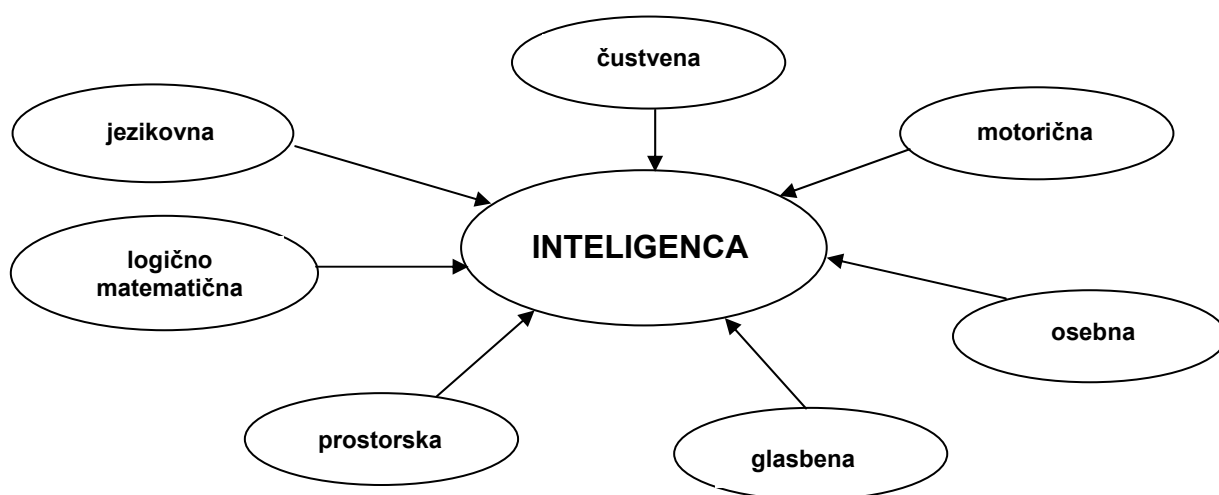 čustvena
jezikovna
motorična
INTELIGENCA
logično
matematična
osebna
prostorska
glasbena